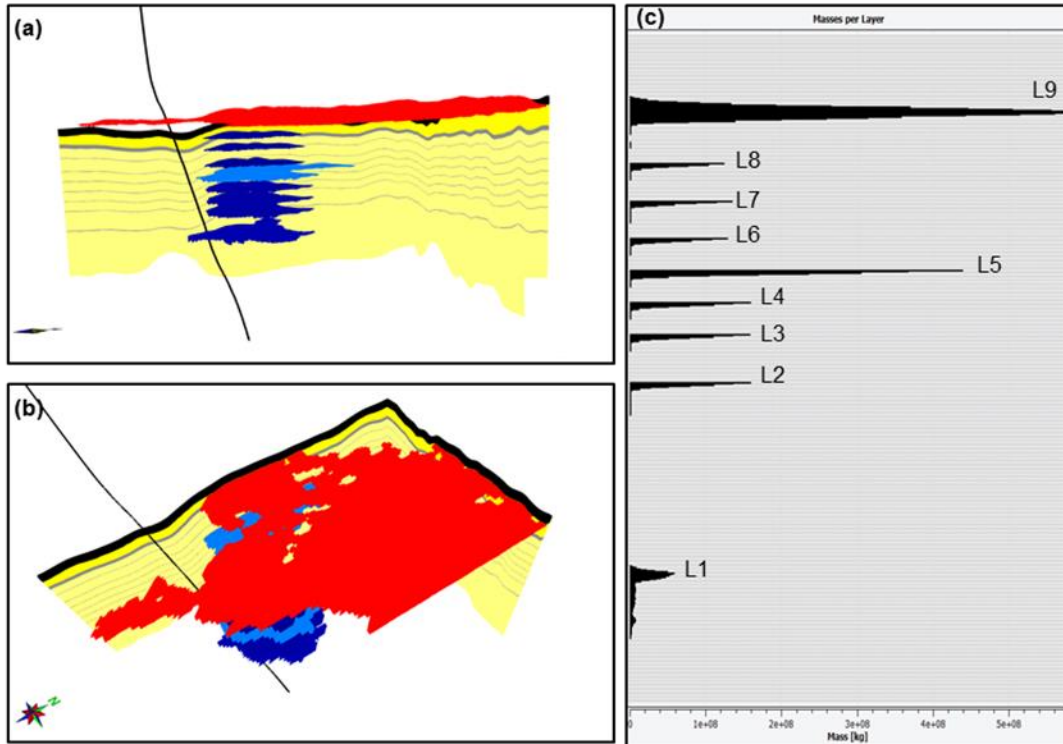 (a)
(b)
N
(c)
Masses per Layer
L9
L8
L7
L6
L5
L4
L3
L2
L1
0 1e+08 2e+08 3e+08 4e+08 5e+08
Mass [kg]